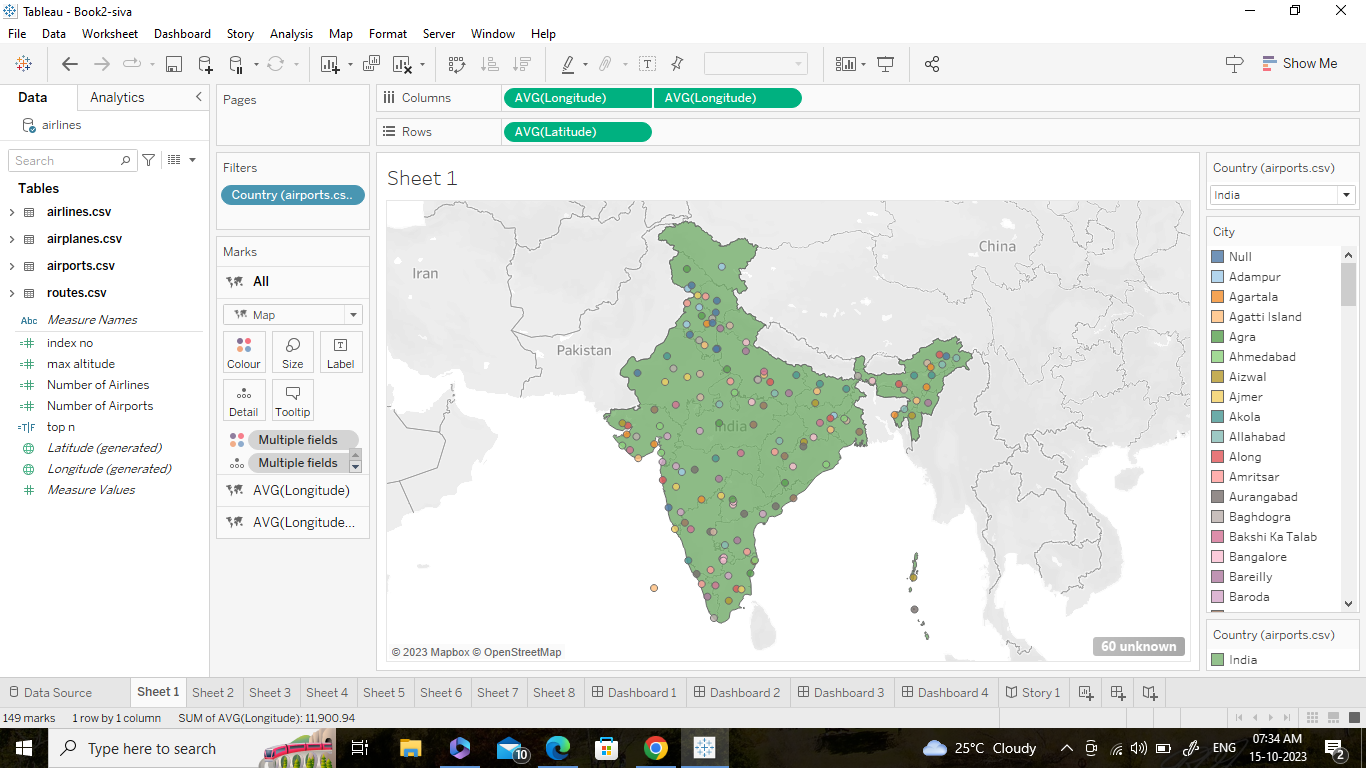 Tableau - Book2-siva
File Data Worksheet Dashboard Story Analysis Map Format Server Window Help
Show Me
Data Analytics
airlines
Search
Tables
airlines.csv
airplanes.csv
airports.csv
routes.csv
Abc Measure Names
index no
max altitude
Number of Airlines
Number of Airports
T|F top n
Latitude (generated)
Longitude (generated)
Measure Values
Pages
Filters
Country (airports.cs..
Marks
All
Map
Colour Size Label
Detail Tooltip
Multiple fields
Multiple fields
AVG(Longitude)
AVG(Longitude...
Columns AVG(Longitude) AVG(Longitude)
Rows AVG(Latitude)
Sheet 1
Iran
China
Pakistan
India
© 2023 Mapbox © OpenStreetMap
60 unknown
Country (airports.csv)
India
City
Null
Adampur
Agartala
Agatti Island
Agra
Ahmedabad
Aizwal
Ajmer
Akola
Allahabad
Along
Amritsar
Aurangabad
Baghdogra
Bakshi Ka Talab
Bangalore
Bareilly
Baroda
Country (airports.csv)
India
Data Source Sheet 1 Sheet 2 Sheet 3 Sheet 4 Sheet 5 Sheet 6 Sheet 7 Sheet 8 Dashboard 1 Dashboard 2 Dashboard 3 Dashboard 4 Story 1
149 marks 1 row by 1 column SUM of AVG(Longitude): 11,900.94
Type here to search
10
25°C Cloudy
ENG
07:34 AM
15-10-2023
2